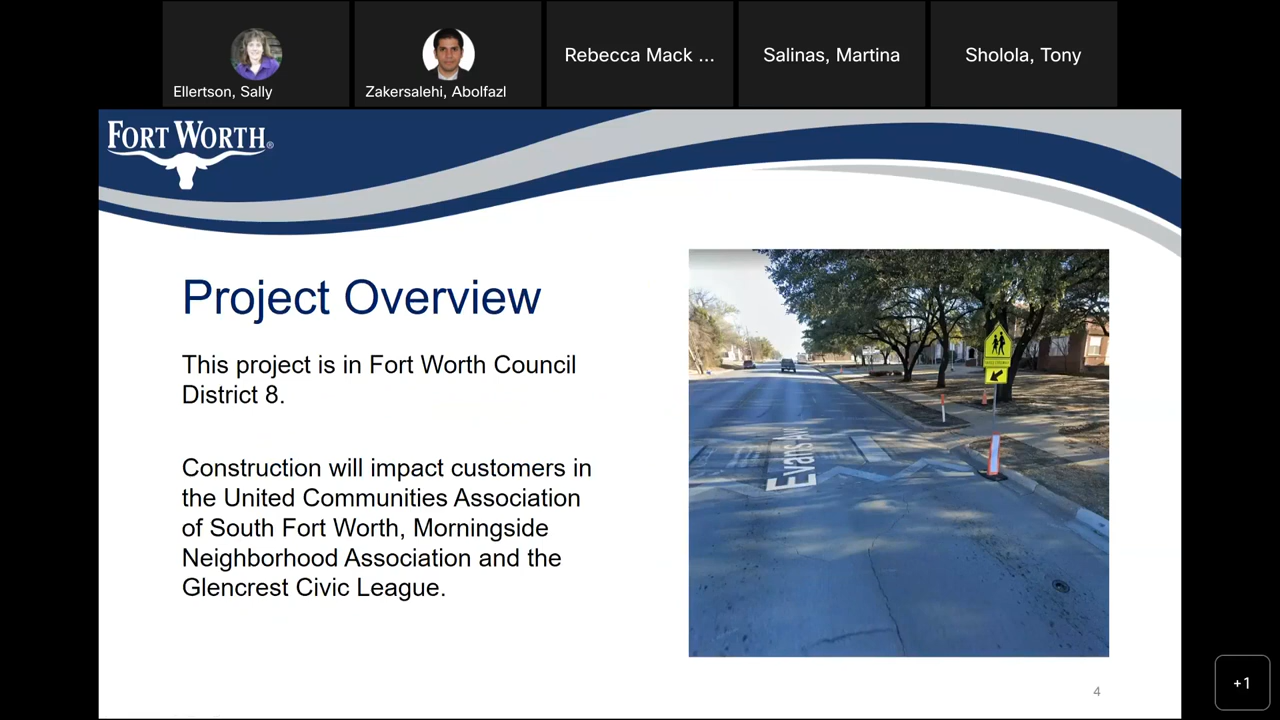 Ellertson, Sally
Zakersalehi, Abolfazl
Rebecca Mack ...
Salinas, Martina
Sholola, Tony
FORT WORTH®
Project Overview
This project is in Fort Worth Council
District 8.
Construction will impact customers in
the United Communities Association
of South Fort Worth, Morningside
Neighborhood Association and the
Glencrest Civic League.
Evans Av
4
+1